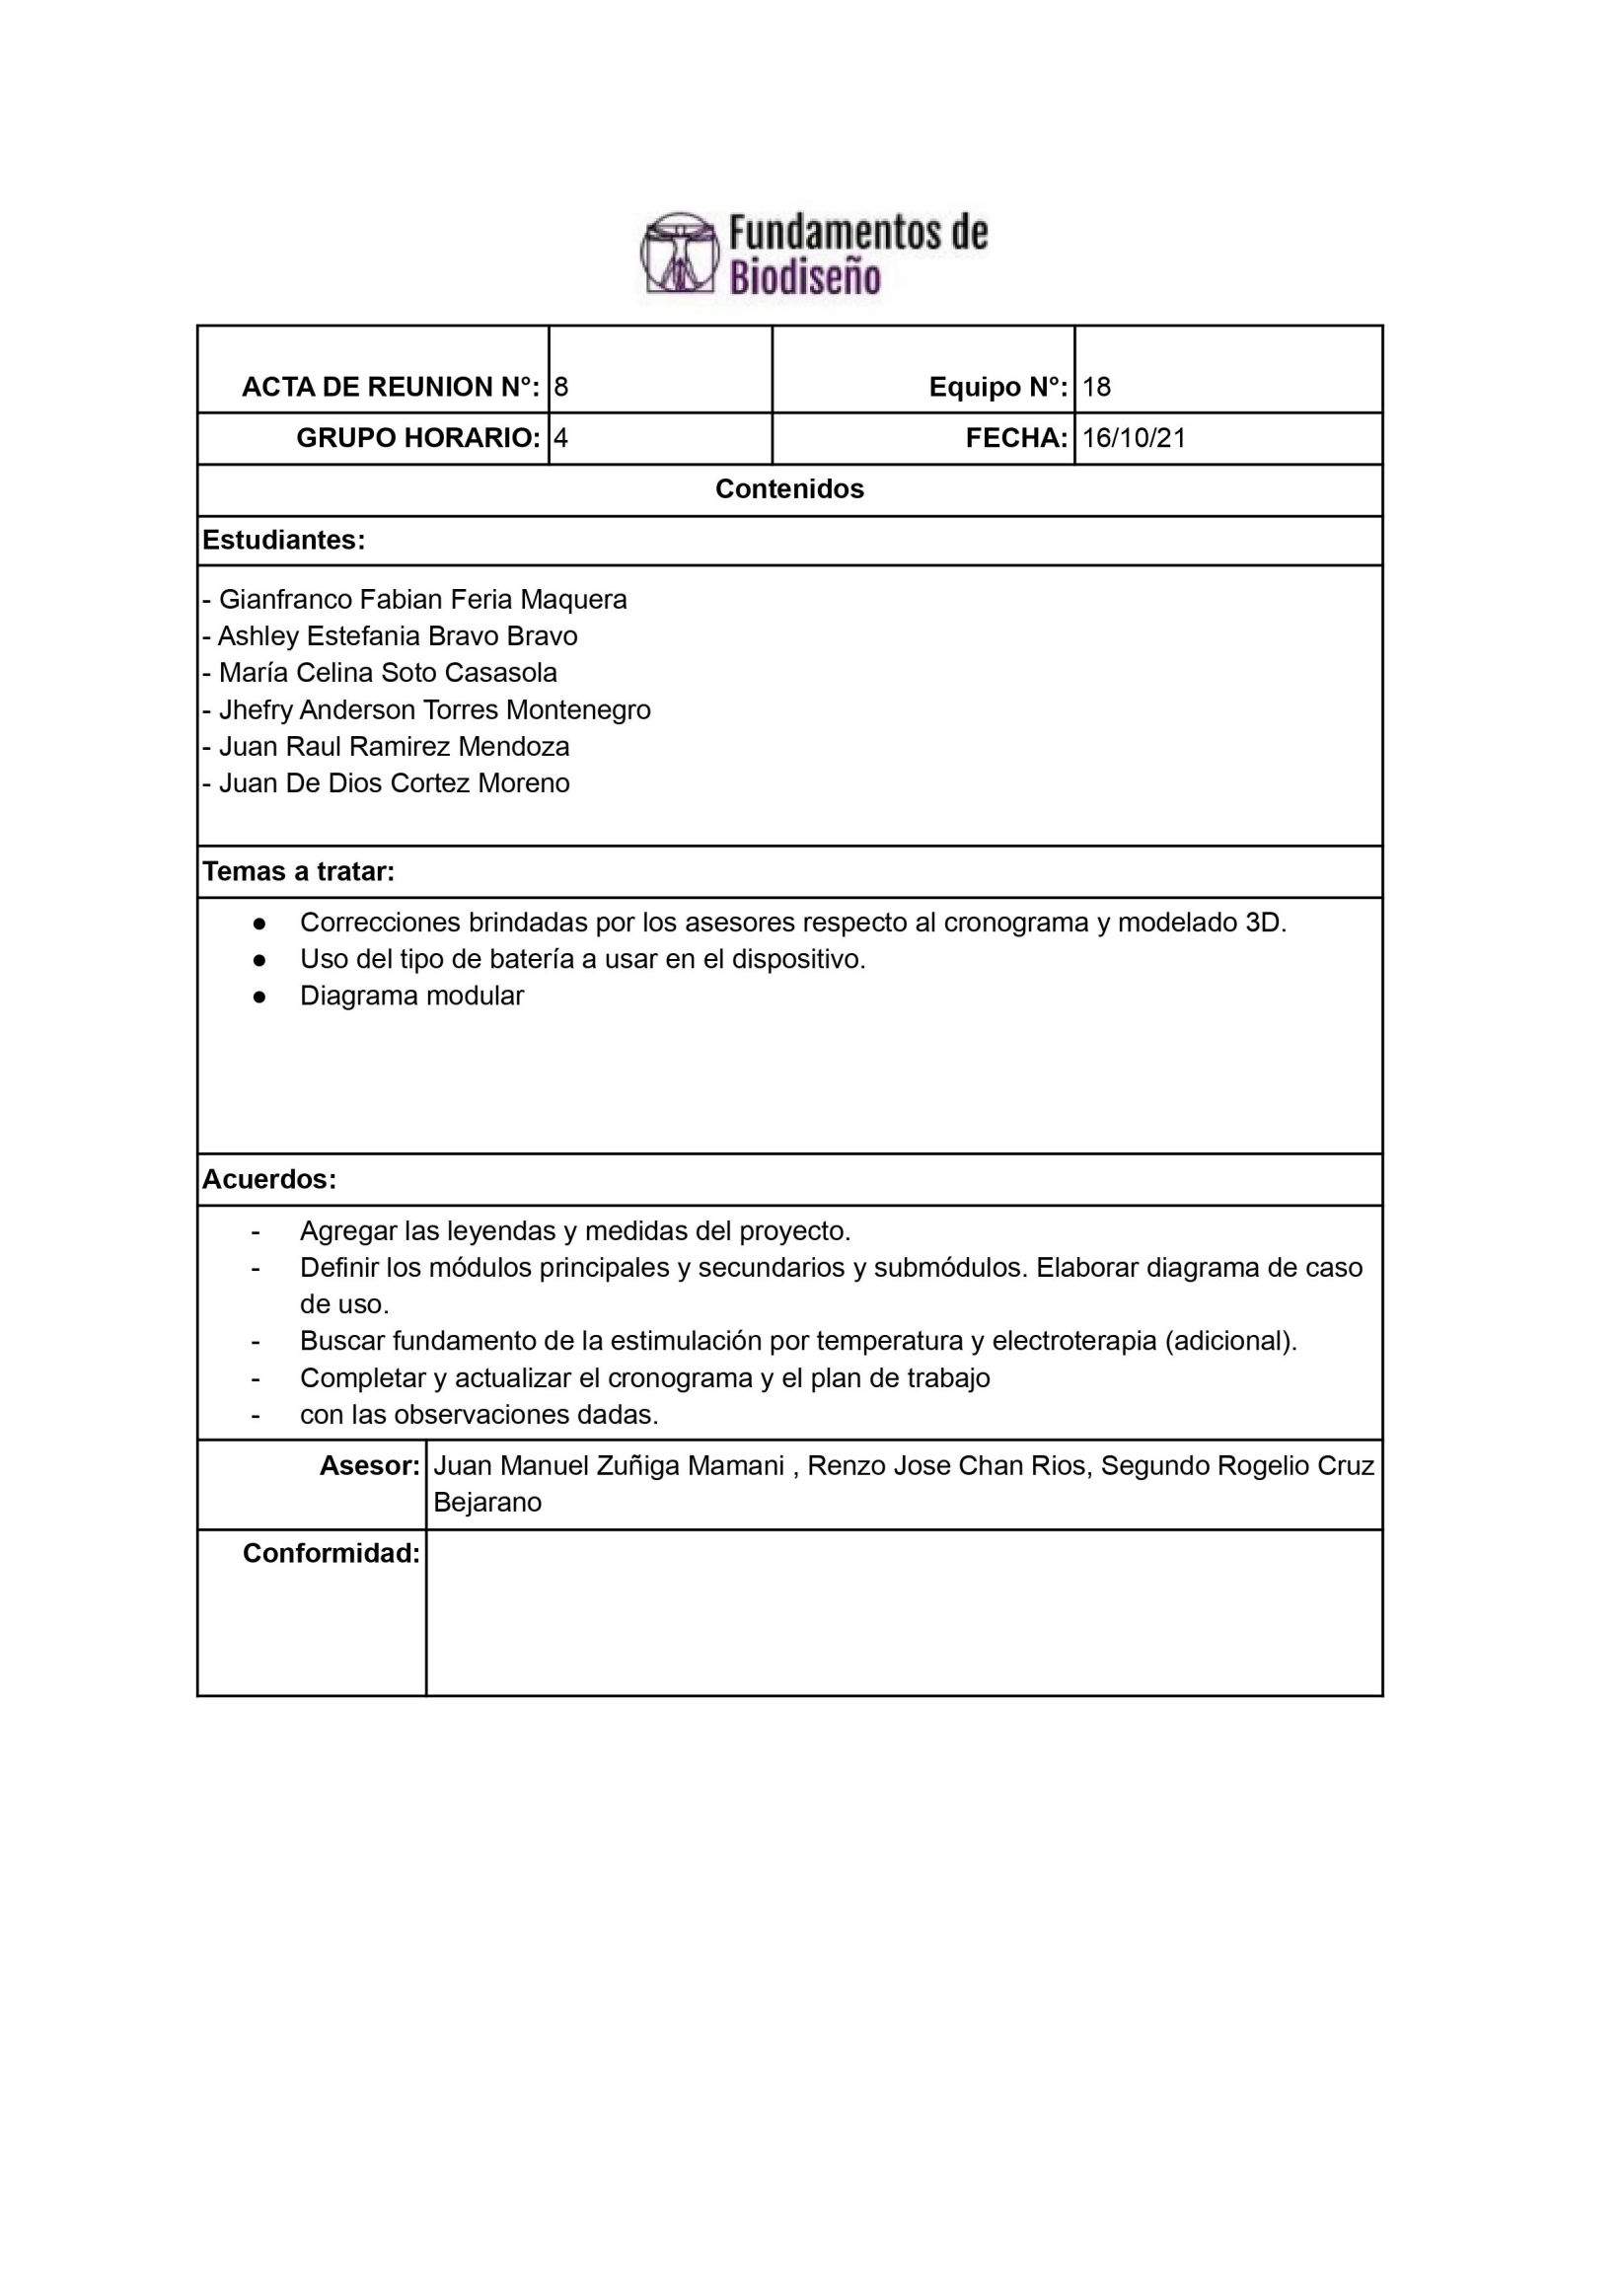 Fundamentos de
Biodiseño
ACTA DE REUNION N°: 8 Equipo N°: 18
GRUPO HORARIO: 4 FECHA: 16/10/21
Contenidos
Estudiantes:
- Gianfranco Fabian Feria Maquera
- Ashley Estefania Bravo Bravo
- María Celina Soto Casasola
- Jhefry Anderson Torres Montenegro
- Juan Raul Ramirez Mendoza
- Juan De Dios Cortez Moreno
Temas a tratar:
● Correcciones brindadas por los asesores respecto al cronograma y modelado 3D.
● Uso del tipo de batería a usar en el dispositivo.
● Diagrama modular
Acuerdos:
- Agregar las leyendas y medidas del proyecto.
- Definir los módulos principales y secundarios y submódulos. Elaborar diagrama de caso
de uso.
- Buscar fundamento de la estimulación por temperatura y electroterapia (adicional).
- Completar y actualizar el cronograma y el plan de trabajo
- con las observaciones dadas.
Asesor: Juan Manuel Zuñiga Mamani , Renzo Jose Chan Rios, Segundo Rogelio Cruz
Bejarano
Conformidad: